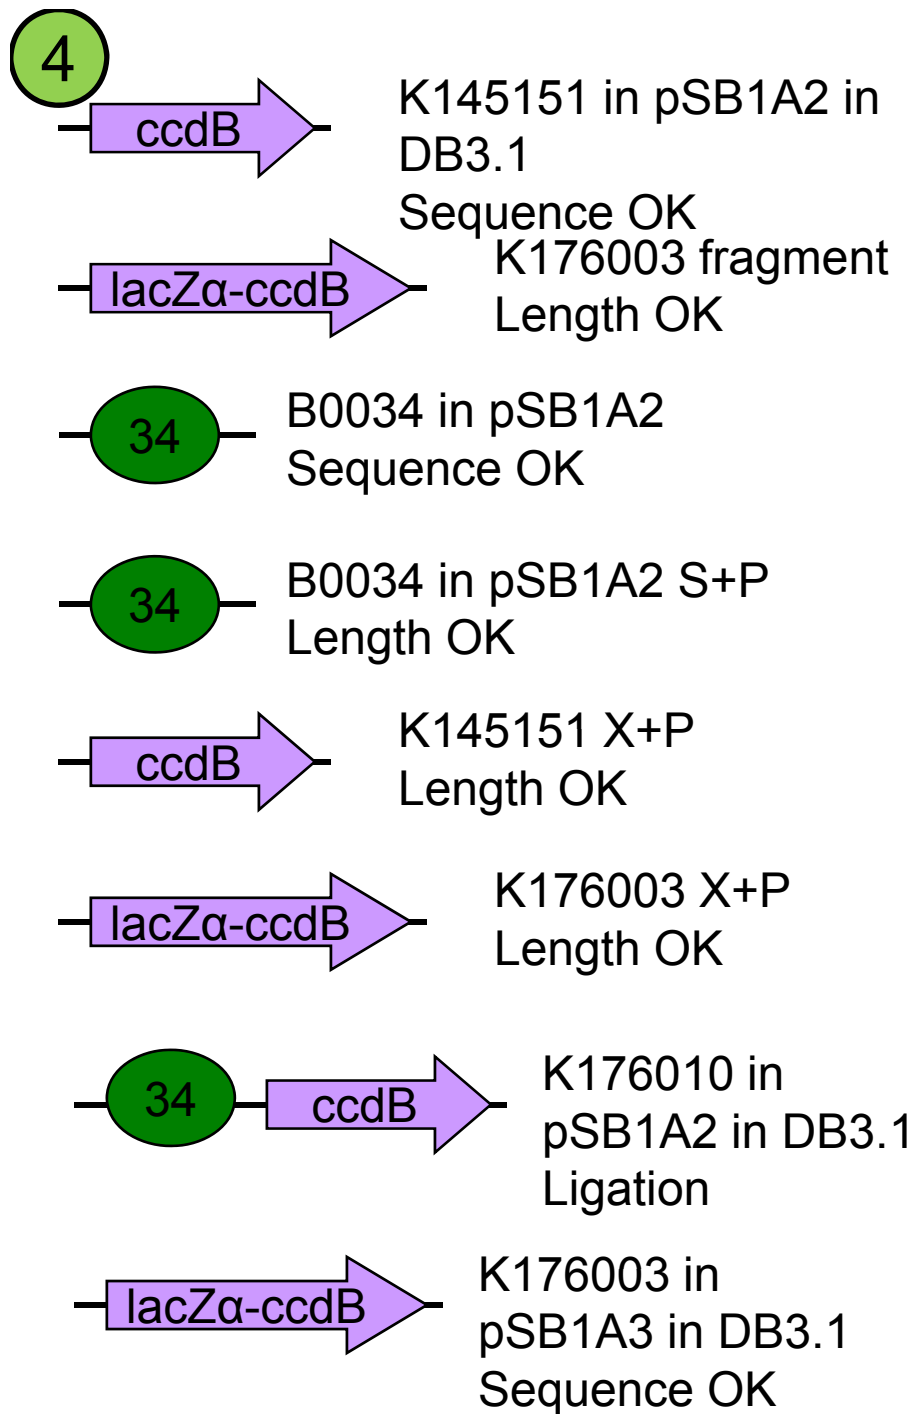 4
ccdB
K145151 in pSB1A2 in
DB3.1
Sequence OK
lacZα-ccdB
K176003 fragment
Length OK
34
B0034 in pSB1A2
Sequence OK
34
B0034 in pSB1A2 S+P
Length OK
ccdB
K145151 X+P
Length OK
lacZα-ccdB
K176003 X+P
Length OK
34
ccdB
K176010 in
pSB1A2 in DB3.1
Ligation
lacZα-ccdB
K176003 in
pSB1A3 in DB3.1
Sequence OK